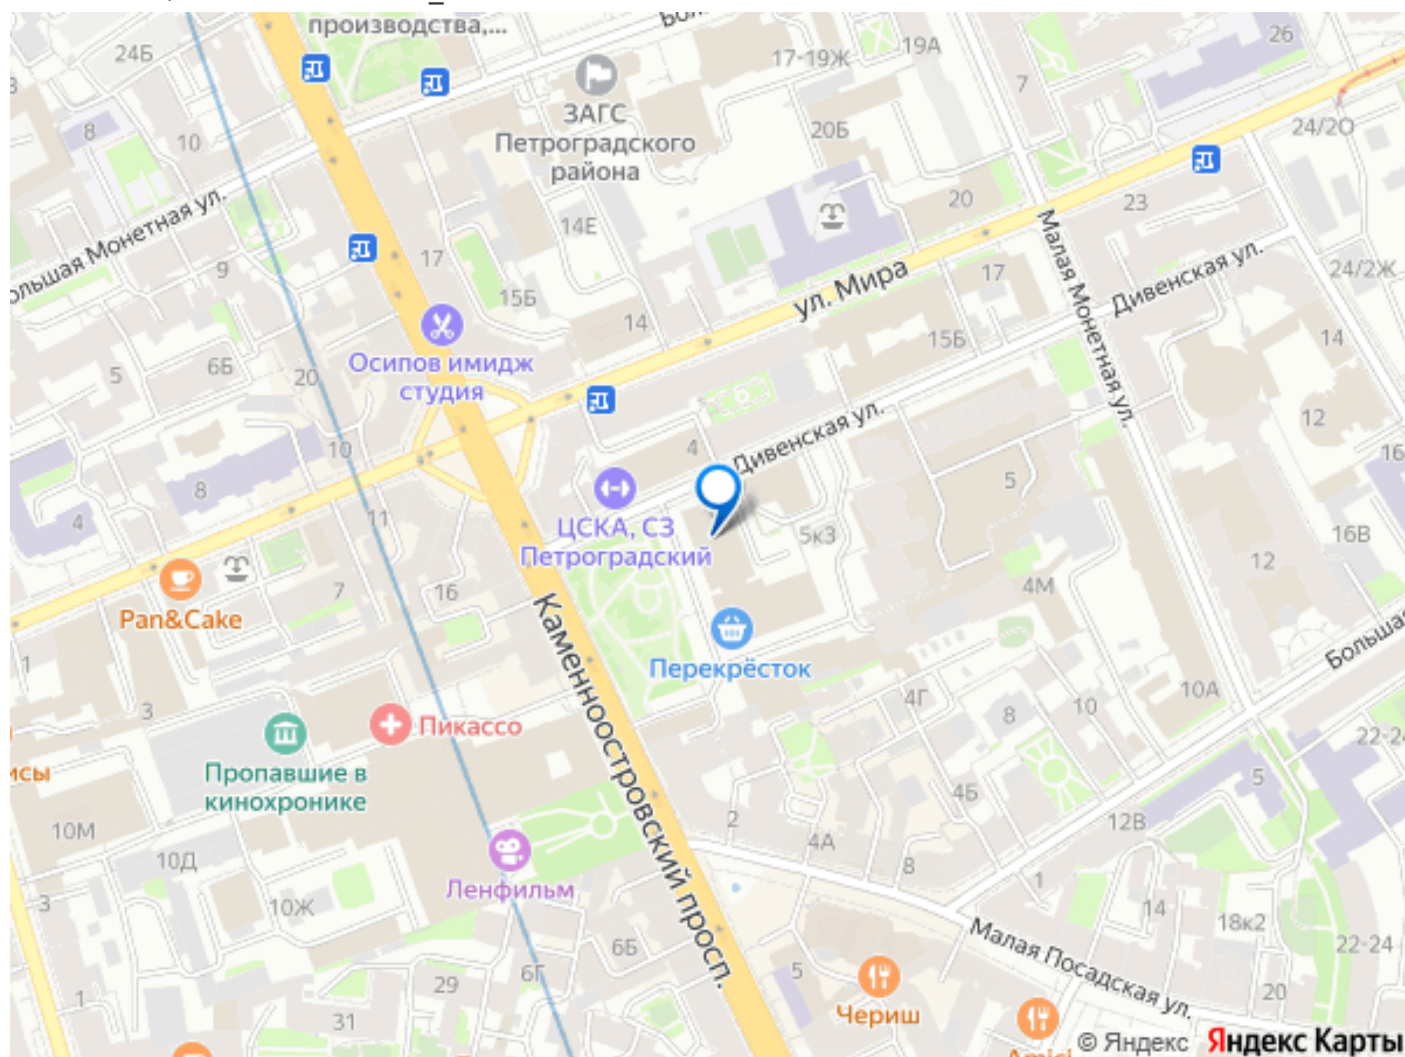 производства,...
24Б
17-19Ж
19А
26
7
ЗАГС
Петроградского
района
8
10
20Б
24/2О
20
23
Большая Монетная ул.
14Е
17
9
15Б
14
ул. Мира
17
Малая Монетная ул.
Дивенская ул.
24/2Ж
15Б
14
Осипов имидж
студия
5
6Б
20
10
4
Дивенская ул.
12
8
4
11
5
16
ЦСКА, СЗ
Петроградский
5к3
16В
12
4М
Pan&Cake
7
16
1
Каменноостровский просп.
Перекрёсток
4Г
8
10
10А
Большая
3
Пикассо
22-24
Пропавшие в
кинохронике
5
4Б
2
4А
12В
10М
10Д
8
1
Ленфильм
3
10Ж
14
18к2
22-24
6Б
6Г
29
5
Малая Посадская ул.
20
1
31
Череиш
Amici
© Яндекс Яндекс Карты